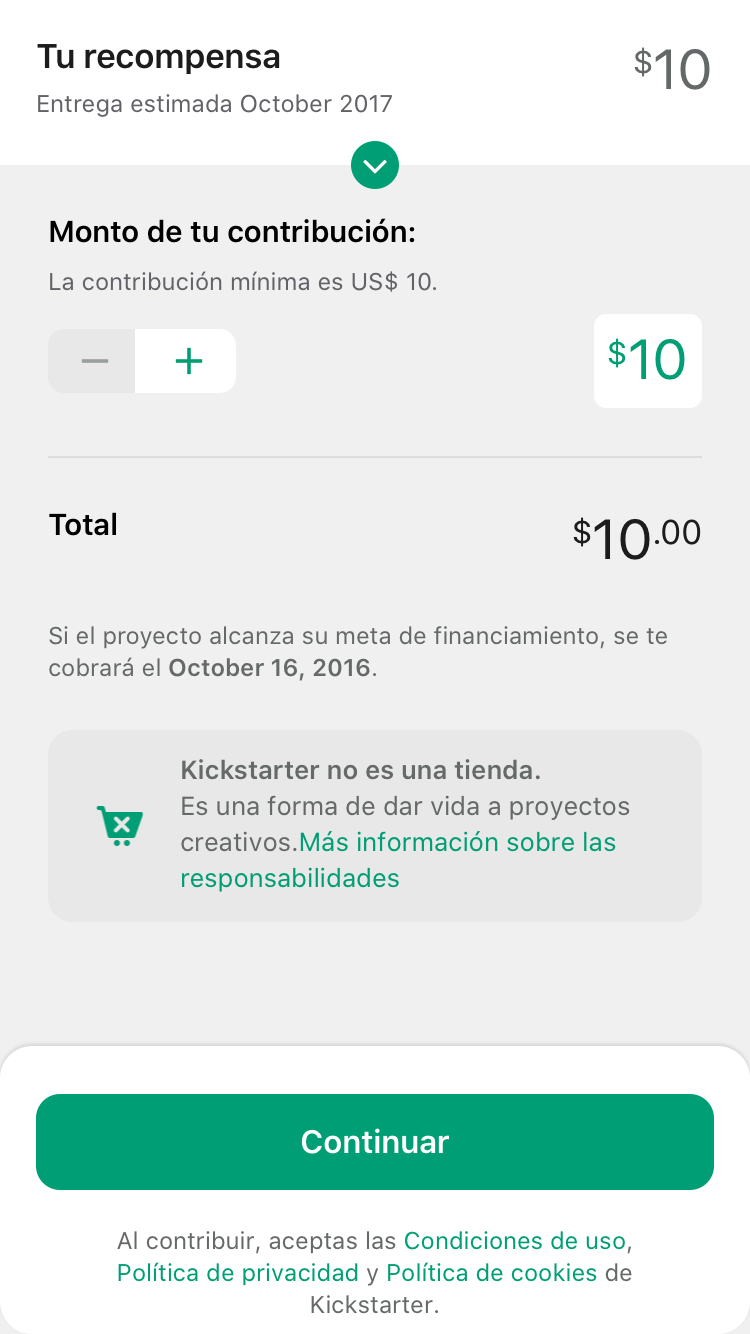 Tu recompensa
$10
Entrega estimada October 2017
Monto de tu contribución:
La contribución mínima es US$ 10.
$10
Total
$10.00
Si el proyecto alcanza su meta de financiamiento, se te
cobrará el October 16, 2016.
Kickstarter no es una tienda.
Es una forma de dar vida a proyectos
creativos.Más información sobre las
responsabilidades
Continuar
Al contribuir, aceptas las Condiciones de uso,
Política de privacidad y Política de cookies de
Kickstarter.